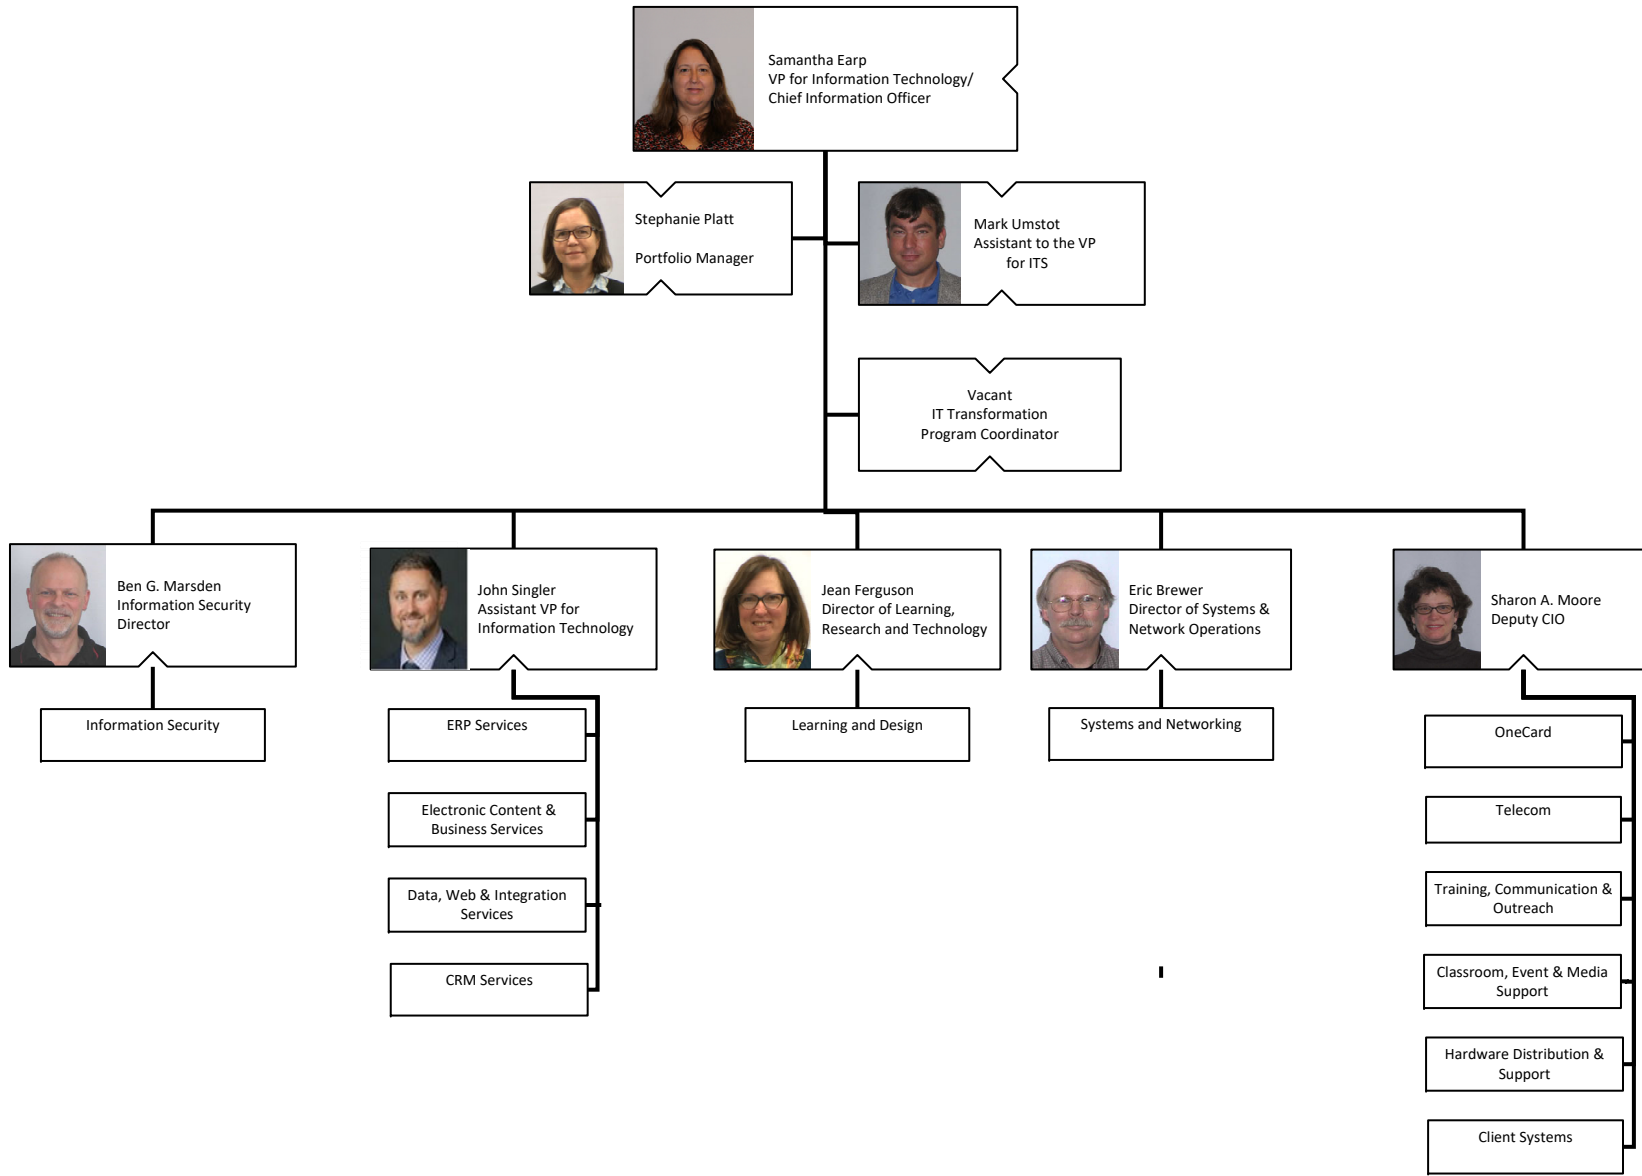 Samantha Earp
VP for Information Technology/
Chief Information Officer
Stephanie Platt
Portfolio Manager
Mark Umstot
Assistant to the VP
for ITS
Vacant
IT Transformation
Program Coordinator
Ben G. Marsden
Information Security
Director
John Singler
Assistant VP for
Information Technology
Jean Ferguson
Director of Learning,
Research and Technology
Eric Brewer
Director of Systems &
Network Operations
Sharon A. Moore
Deputy CIO
Information Security
ERP Services
Electronic Content &
Business Services
Data, Web & Integration
Services
CRM Services
Learning and Design
Systems and Networking
OneCard
Telecom
Training, Communication &
Outreach
Classroom, Event & Media
Support
Hardware Distribution &
Support
Client Systems